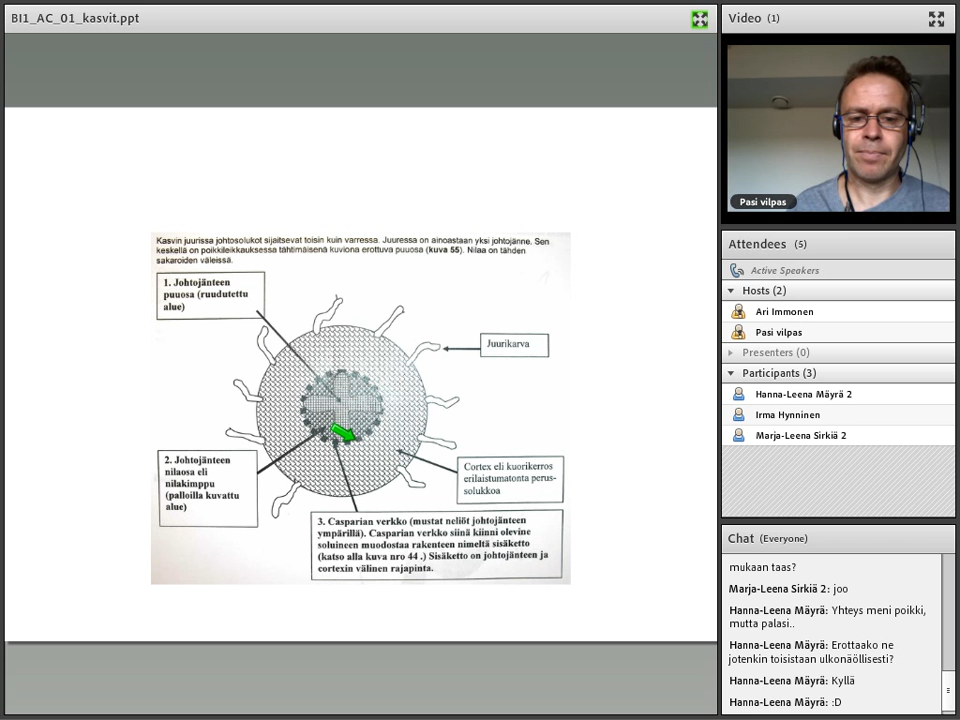 BI1_AC_01_kasvit.ppt
Kasvin juurissa johtosolukot sijaitsevat toisin kuin varressa. Juuressa on ainoastaan yksi johtojänne. Sen
keskellä on poikkileikkauksessa tähtimäisenä kuviona erottuva puuosa (kuva 55). Nilaa on tähden
sakaroiden väleissä.
1. Johtojänteen
puuosa (ruudutettu
alue)
Juurikarva
2. Johtojänteen
nilaosa eli
nilakimppu
(palloilla kuvattu
alue)
Cortex eli kuorikerros
erilaistumatonta perus-
solukkoa
3. Casparian verkko (mustat neliöt johtojänteen
ympärillä). Casparian verkko siinä kiinni olevine
soluineen muodostaa rakenteen nimeltä sisäketto
(katso alla kuva nro 44 .) Sisäketto on johtojänteen ja
cortexin välinen rajapinta.
Video (1)
Pasi vilpas
Attendees (5)
Active Speakers
Hosts (2)
Ari Immonen
Pasi vilpas
Presenters (0)
Participants (3)
Hanna-Leena Mäyrä 2
Irma Hynninen
Marja-Leena Sirkiä 2
Chat (Everyone)
mukaan taas?
Marja-Leena Sirkiä 2: joo
Hanna-Leena Mäyrä: Yhteys meni poikki,
mutta palasi..
Hanna-Leena Mäyrä: Erottaako ne
jotenkin toisistaan ulkonäöllisesti?
Hanna-Leena Mäyrä: Kyllä
Hanna-Leena Mäyrä: :D